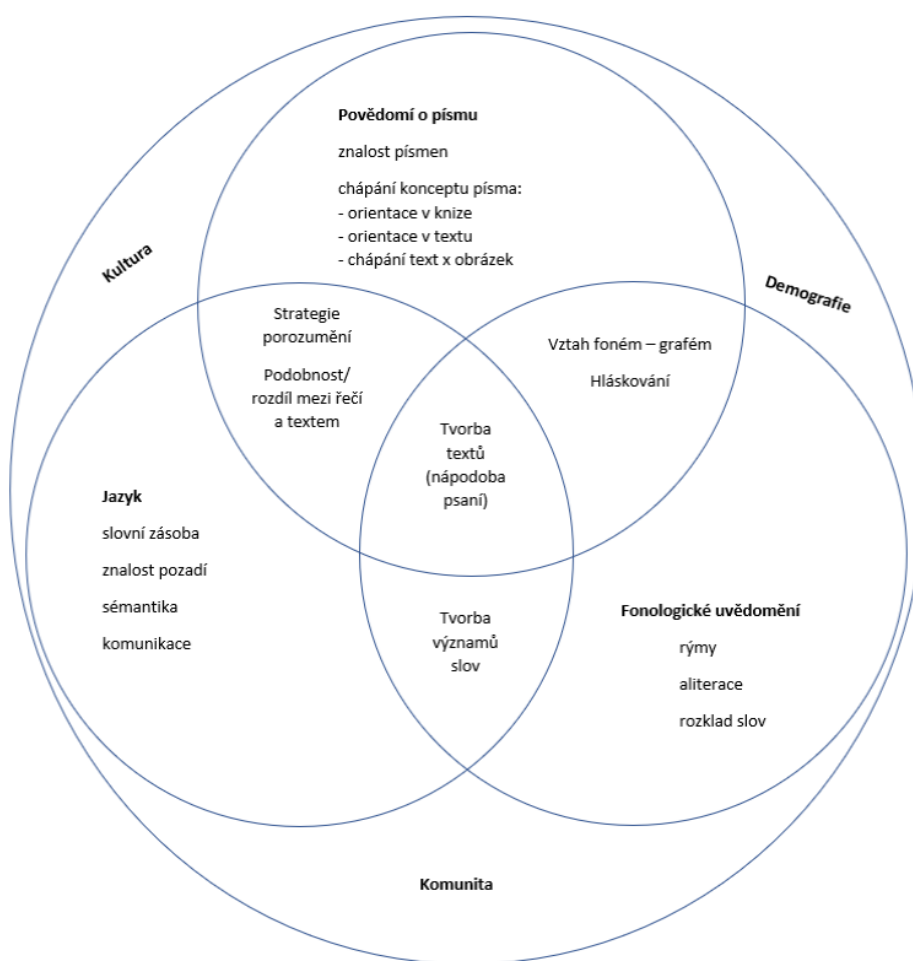 Povědomí o písmu
znalost písmen
chápání konceptu písma:
- orientace v knize
- orientace v textu
- chápání text x obrázek
Kultura
Demografie
Strategie
porozumění
Podobnost/
rozdíl mezi řečí
a textem
Vztah foném – grafém
Hláskování
Tvorba
textů
(nápodoba
psaní)
Jazyk
slovní zásoba
znalost pozadí
sémantika
komunikace
Tvorba
významů
slov
Fonologické uvědomění
rýmy
aliterace
rozklad slov
Komunita